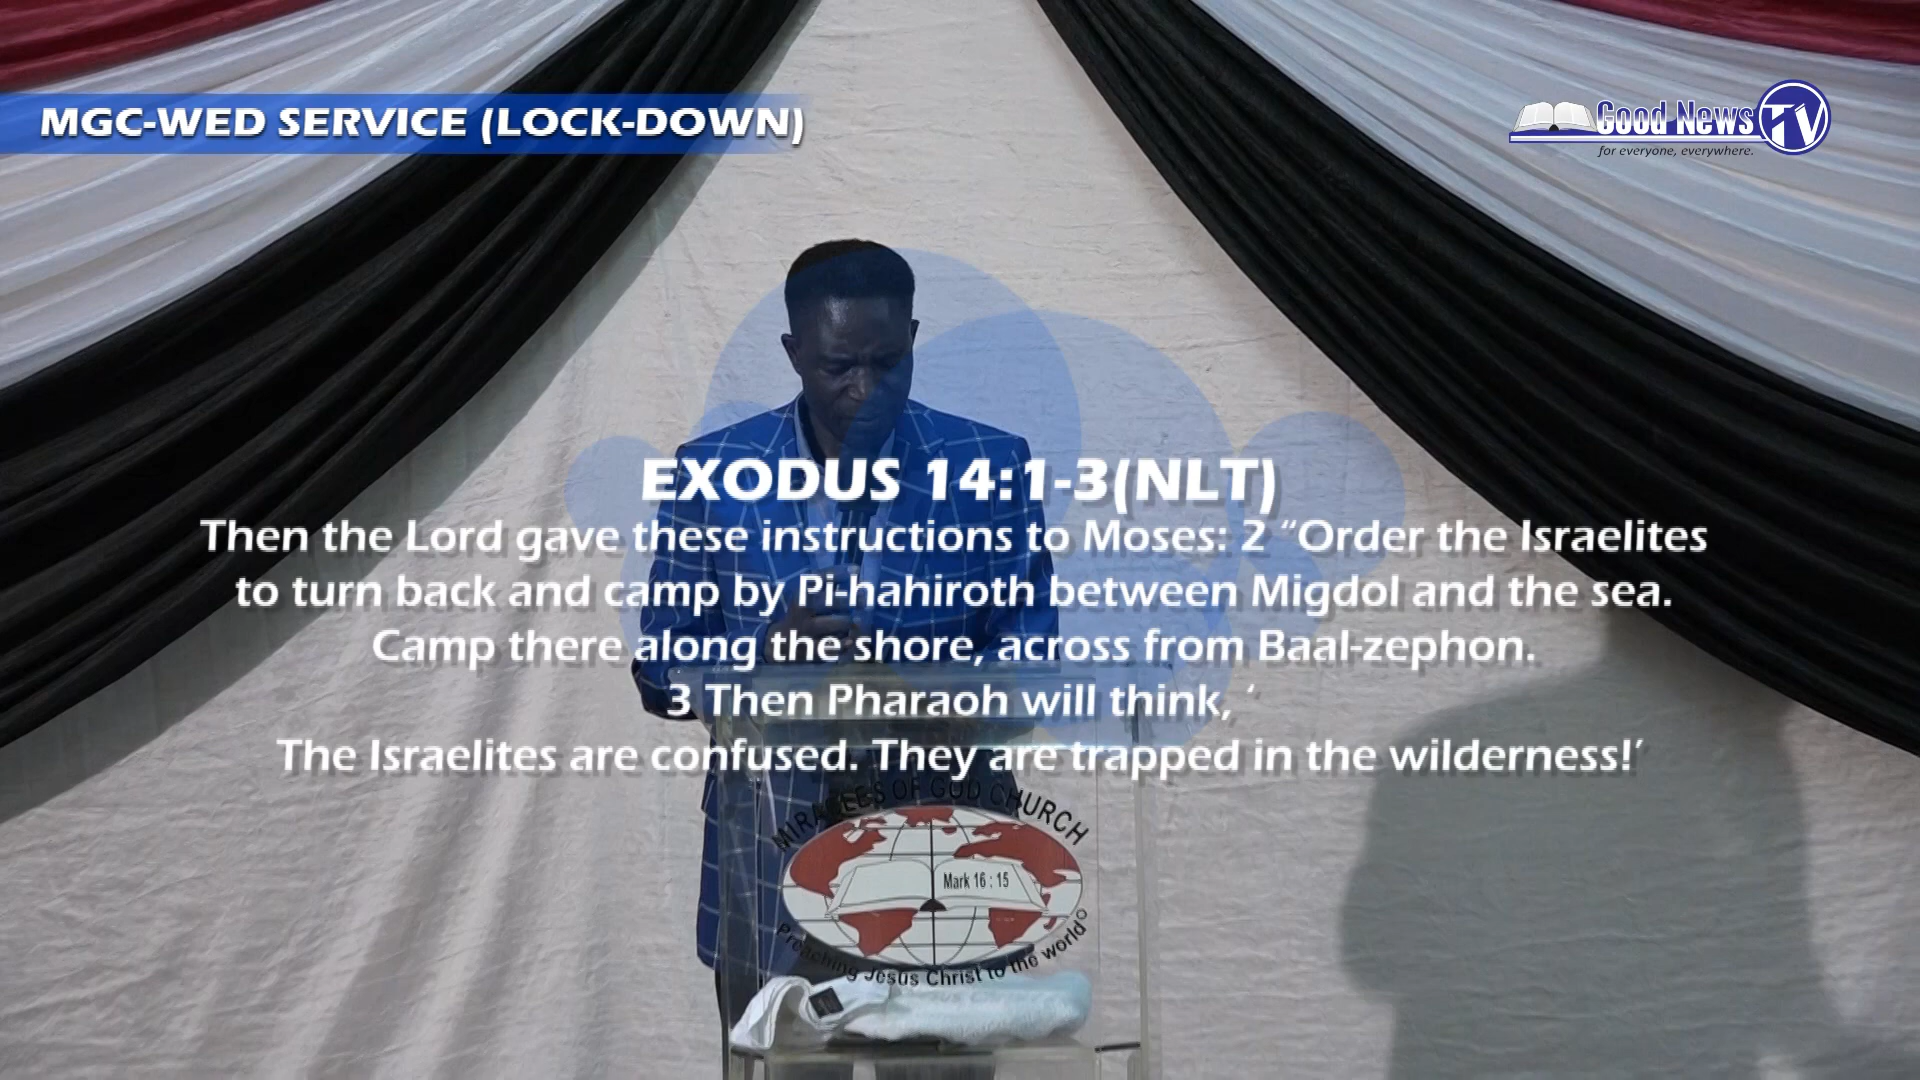 MGC-WED SERVICE (LOCK-DOWN)
Good News TV
for everyone, everywhere.
EXODUS 14:1-3(NLT)
Then the Lord gave these instructions to Moses: 2 “Order the Israelites
to turn back and camp by Pi-hahiroth between Migdol and the sea.
Camp there along the shore, across from Baal-zephon.
3 Then Pharaoh will think, ‘
The Israelites are confused. They are trapped in the wilderness!’
MIRACLES OF GOD CHURCH
Mark 16 : 15
Preaching Jesus Christ to the world